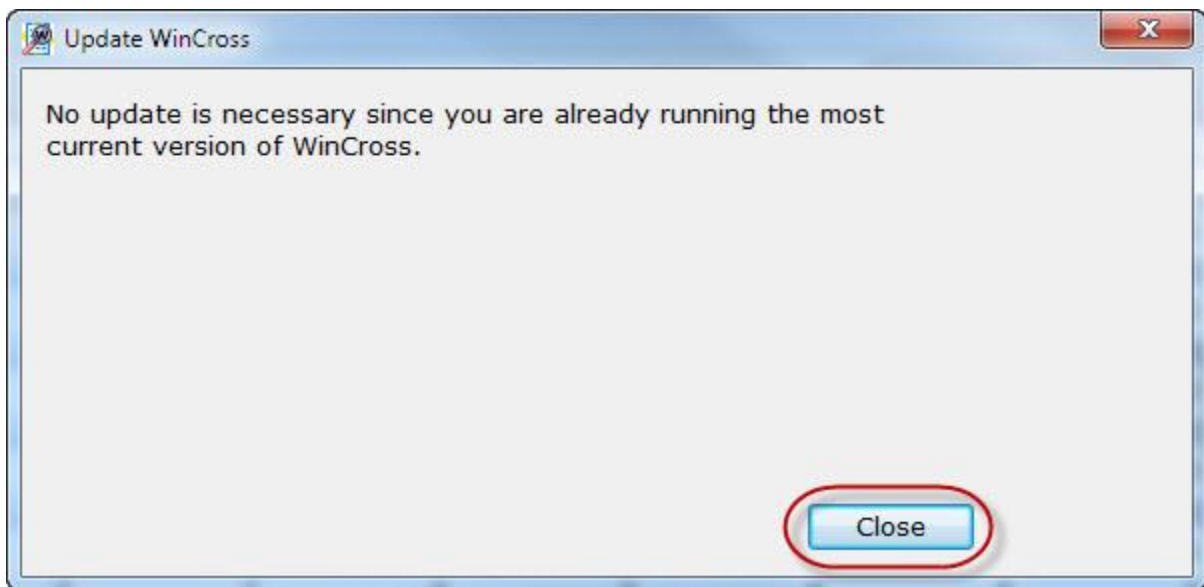 Update WinCross
No update is necessary since you are already running the most
current version of WinCross.
Close